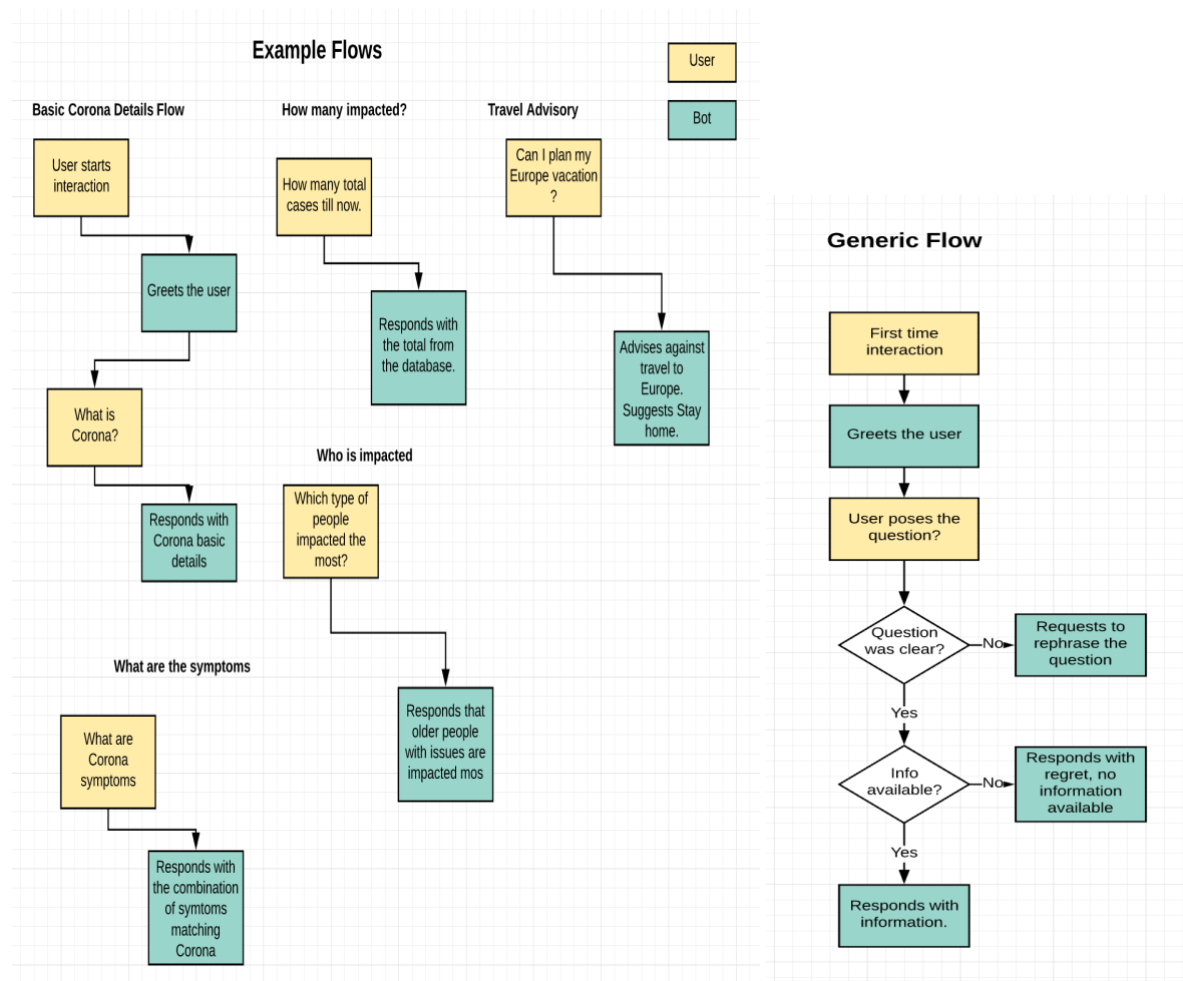 Example Flows
User
Bot
Basic Corona Details Flow
User starts
interaction
Greets the user
What is
Corona?
Responds with
Corona basic
details
How many impacted?
How many total
cases till now.
Responds with
the total from
the database.
Travel Advisory
Can I plan my
Europe vacation
?
Advises against
travel to
Europe.
Suggests Stay
home.
Who is impacted
Which type of
people
impacted the
most?
Responds that
older people
with issues are
impacted mos
What are the symptoms
What are
Corona
symptoms
Responds with
the combination
of symtoms
matching
Corona
Generic Flow
First time
interaction
Greets the user
User poses the
question?
Question
was clear?
No
Requests to
rephrase the
question
Yes
Info
available?
No
Responds with
regret, no
information
available
Yes
Responds with
information.